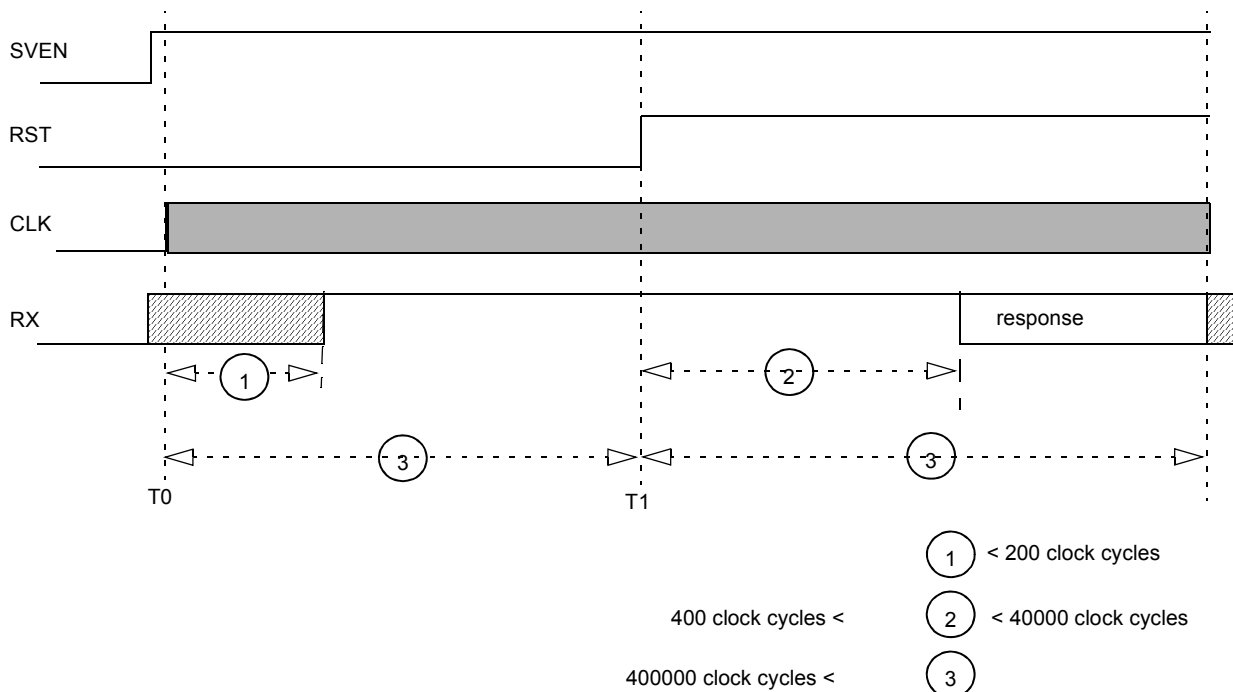 SVEN
RST
CLK
RX
response
1
2
3
3
T0
T1
1 < 200 clock cycles
400 clock cycles < 2 < 40000 clock cycles
400000 clock cycles < 3